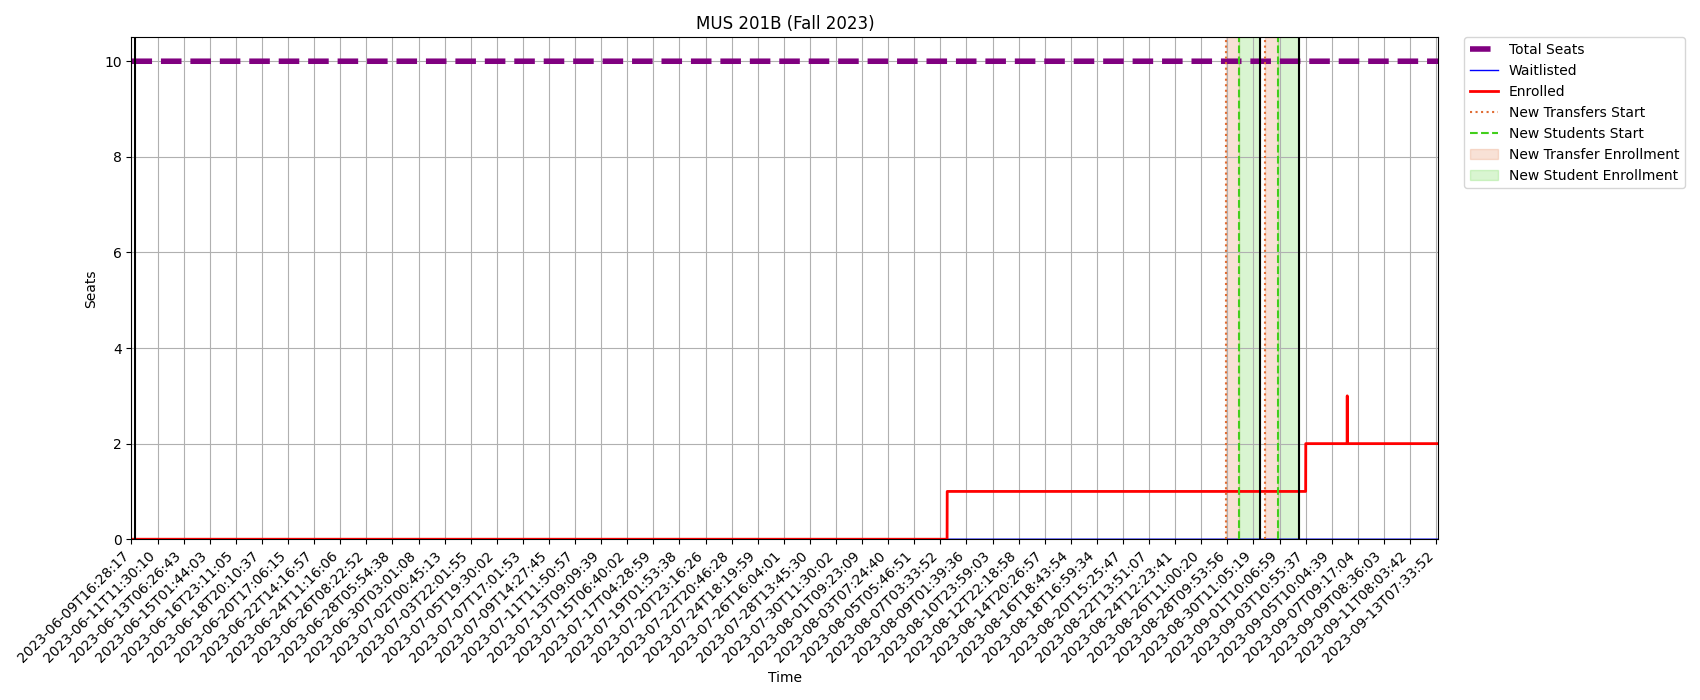 MUS 201B (Fall 2023)
Total Seats
Waitlisted
Enrolled
New Transfers Start
New Students Start
New Transfer Enrollment
New Student Enrollment
Seats
10
8
6
4
2
0
2023-06-09T16:28:17
2023-06-11T11:30:10
2023-06-13T06:26:43
2023-06-15T01:44:03
2023-06-16T23:11:05
2023-06-18T20:10:37
2023-06-20T17:06:15
2023-06-22T14:16:57
2023-06-24T11:16:06
2023-06-26T08:22:52
2023-06-28T05:54:38
2023-06-30T03:01:08
2023-07-02T00:45:13
2023-07-03T22:01:55
2023-07-05T19:30:02
2023-07-07T17:01:53
2023-07-09T14:27:45
2023-07-11T11:50:57
2023-07-13T09:09:39
2023-07-15T06:40:02
2023-07-17T04:28:59
2023-07-19T01:53:38
2023-07-20T23:16:26
2023-07-22T20:46:28
2023-07-24T18:19:59
2023-07-26T16:04:01
2023-07-28T13:45:30
2023-07-30T11:30:02
2023-08-01T09:23:09
2023-08-03T07:24:40
2023-08-05T05:46:51
2023-08-07T03:33:52
2023-08-09T01:39:36
2023-08-10T23:59:03
2023-08-12T22:18:58
2023-08-14T20:26:57
2023-08-16T18:43:54
2023-08-18T16:59:34
2023-08-20T15:25:47
2023-08-22T13:51:07
2023-08-24T12:23:41
2023-08-26T11:00:20
2023-08-28T09:53:56
2023-08-30T11:05:19
2023-09-01T10:06:59
2023-09-03T10:55:37
2023-09-05T10:04:39
2023-09-07T09:17:04
2023-09-09T08:36:03
2023-09-11T08:03:42
2023-09-13T07:33:52
Time